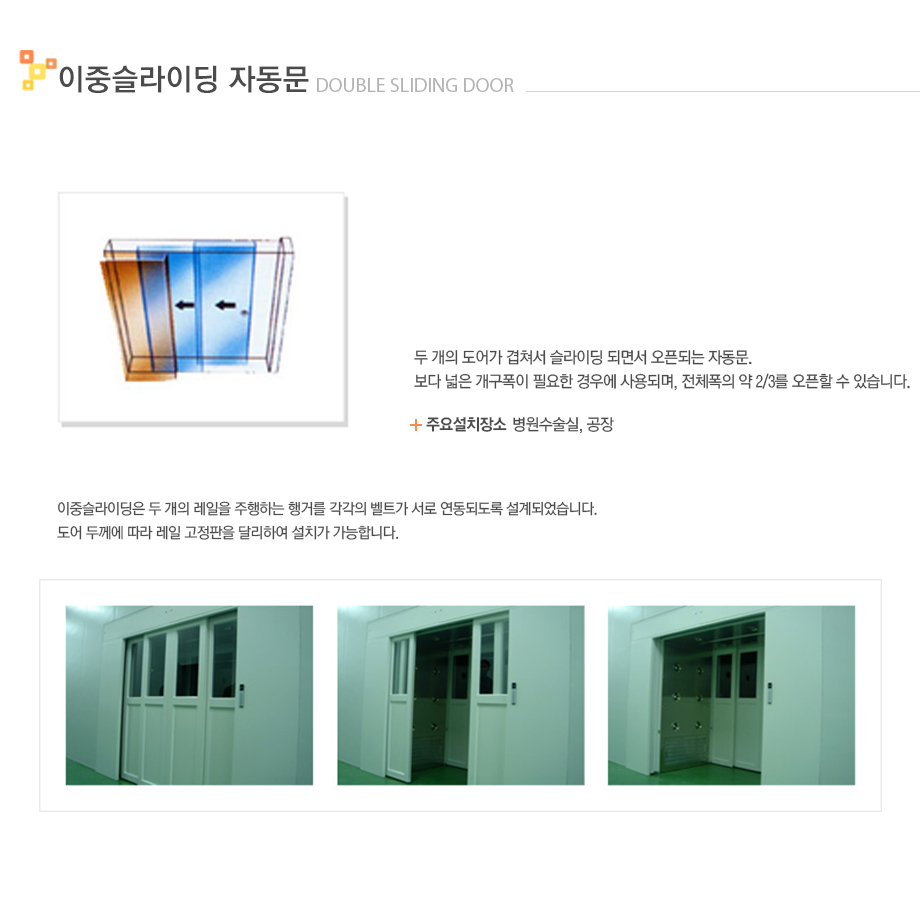 이중슬라이딩 자동문 DOUBLE SLIDING DOOR
두 개의 도어가 겹쳐서 슬라이딩 되면서 오픈되는 자동문.
보다 넓은 개구폭이 필요한 경우에 사용되며, 전체폭의 약 2/3를 오픈할 수 있습니다.
주요설치장소 병원수술실, 공장
이중슬라이딩은 두 개의 레일을 주행하는 행거를 각각의 벨트가 서로 연동되도록 설계되었습니다.
도어 두께에 따라 레일 고정판을 달리하여 설치가 가능합니다.